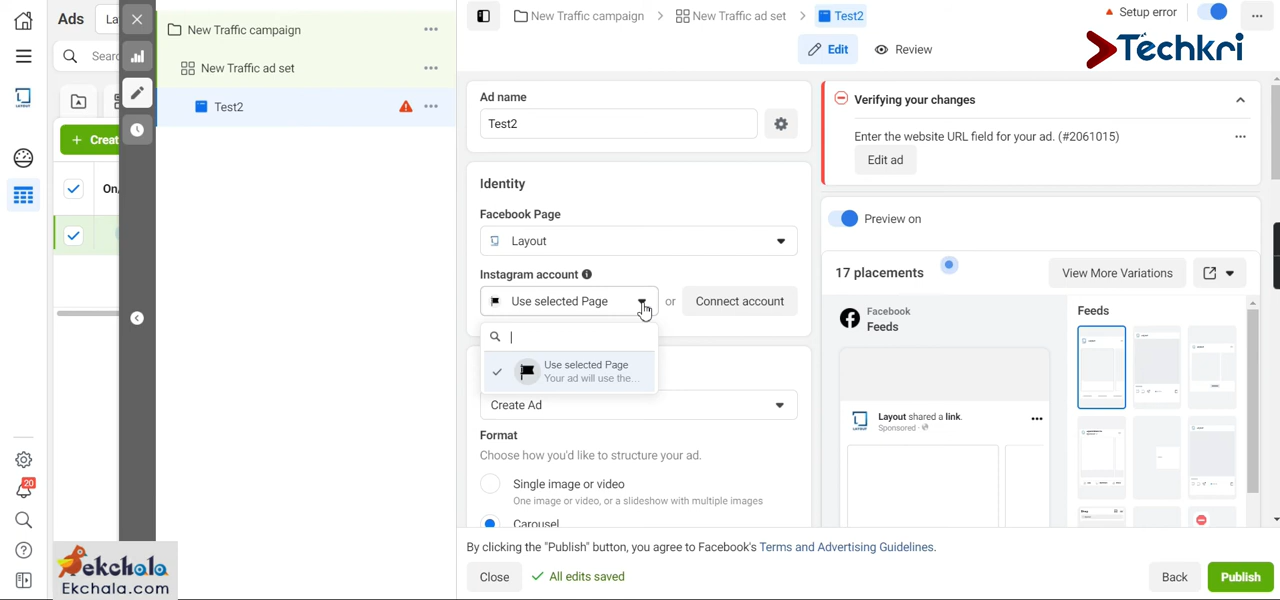 Ads
La
New Traffic campaign
New Traffic ad set
Test2
New Traffic campaign > New Traffic ad set > Test2
Setup error
Edit
Review
Techkri
Sear
+ Creat
On/
Ad name
Test2
Identity
Facebook Page
Layout
Instagram account
Use selected Page
or
Connect account
Use selected Page
Your ad will use the...
Create Ad
Format
Choose how you'd like to structure your ad.
Single image or video
One image or video, or a slideshow with multiple images
Carousel
Verifying your changes
Enter the website URL field for your ad. (#2061015)
Edit ad
Preview on
17 placements
View More Variations
Facebook
Feeds
Feeds
Layout shared a link.
Sponsored ·
By clicking the "Publish" button, you agree to Facebook's Terms and Advertising Guidelines.
Close
All edits saved
Back
Publish
20
ekchala
Ekchala.com